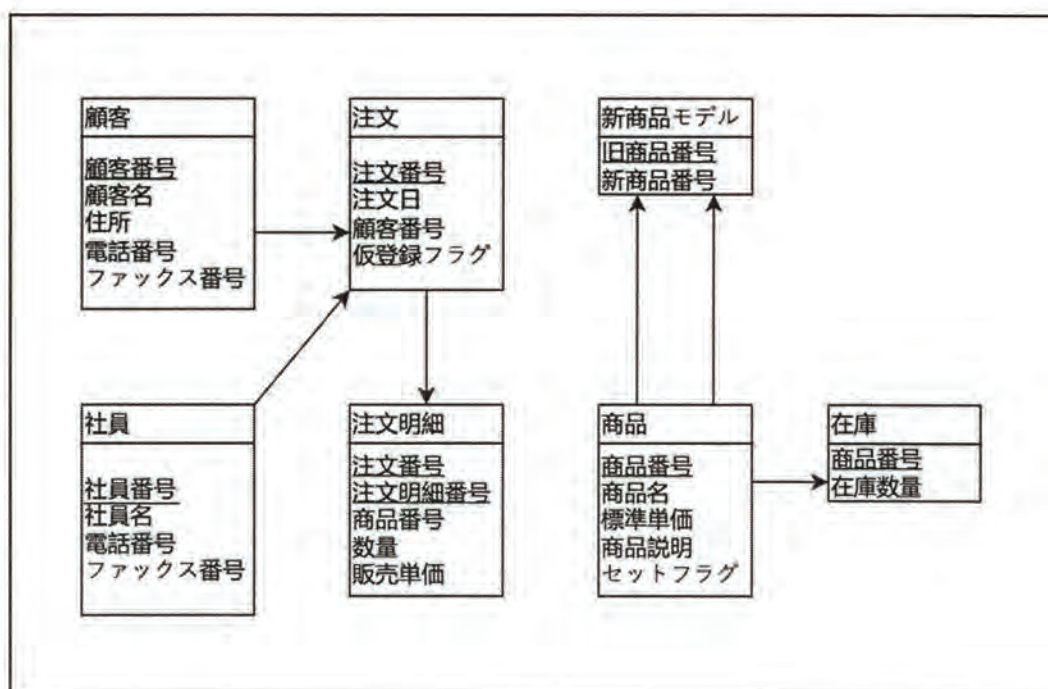 顧客
顧客番号
顧客名
住所
電話番号
ファックス番号
注文
注文番号
注文日
顧客番号
仮登録フラグ
新商品モデル
旧商品番号
新商品番号
社員
社員番号
社員名
電話番号
ファックス番号
注文明細
注文番号
注文明細番号
商品番号
数量
販売単価
商品
商品番号
商品名
標準単価
商品説明
セットフラグ
在庫
商品番号
在庫数量